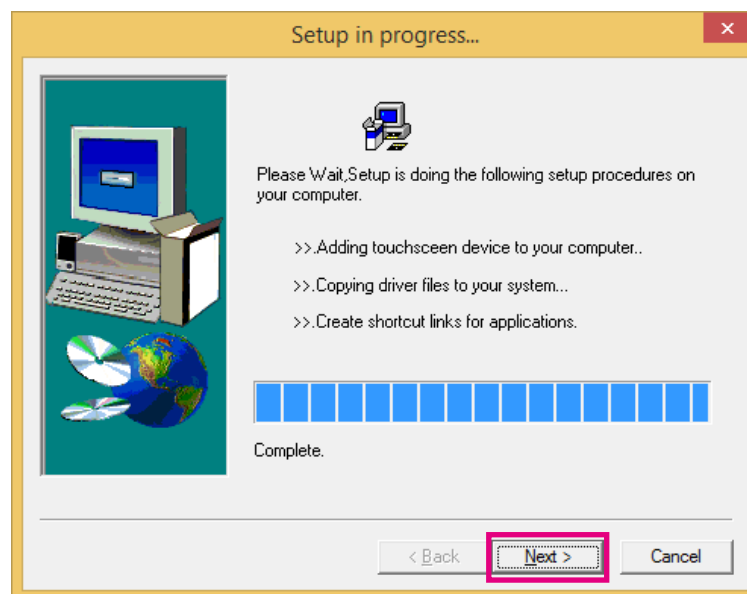 Setup in progress...
Please Wait,Setup is doing the following setup procedures on
your computer.
>>.Adding touchsceen device to your computer..
>>.Copying driver files to your system...
>>.Create shortcut links for applications.
Complete.
< Back
Next >
Cancel